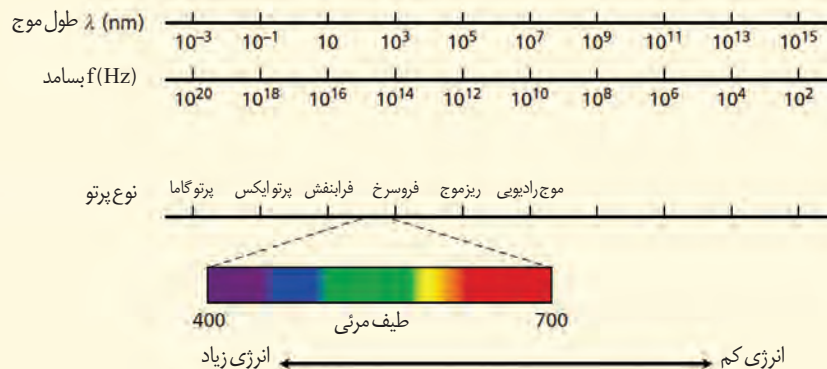 طول موج λ (nm)
10⁻³ 10⁻¹ 10 10³ 10⁵ 10⁷ 10⁹ 10¹¹ 10¹³ 10¹⁵
بسامد f(Hz)
10²⁰ 10¹⁸ 10¹⁶ 10¹⁴ 10¹² 10¹⁰ 10⁸ 10⁶ 10⁴ 10²
نوع پرتو
پرتو گاما پرتو ایکس فرابنفش فروسرخ ریزموج موج رادیویی
400 طیف مرئی 700
انرژی زیاد انرژی کم